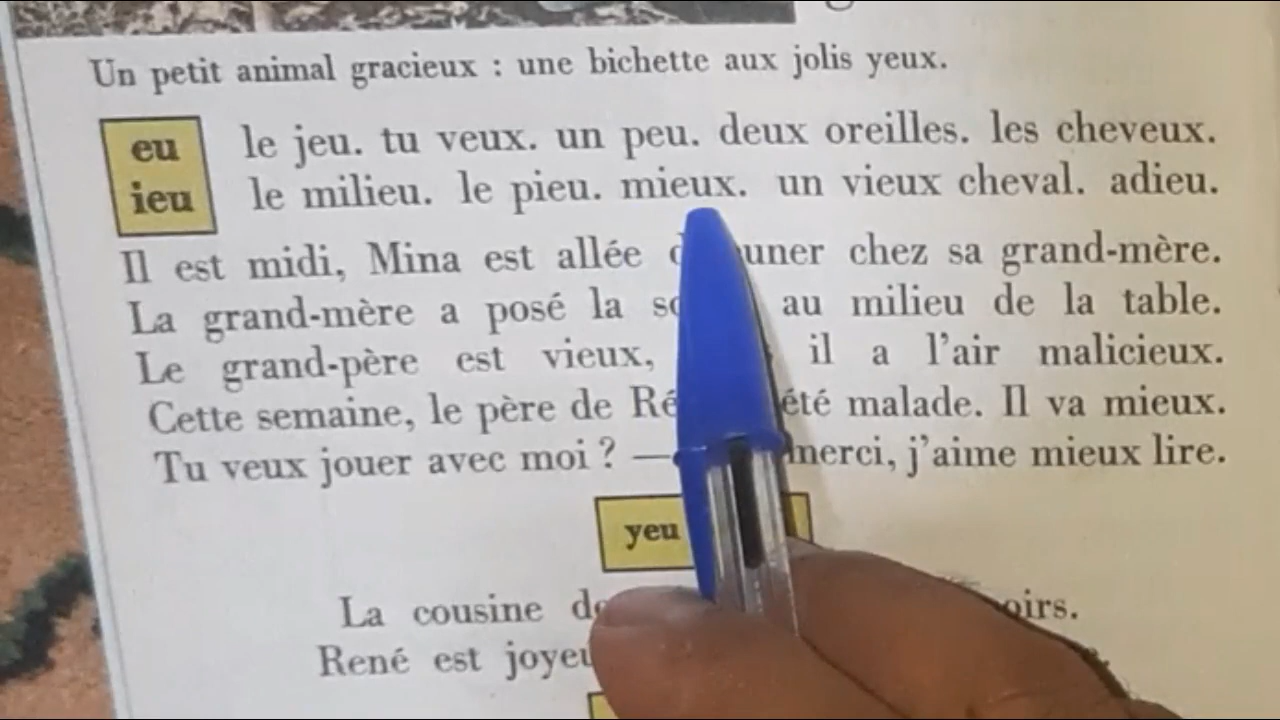 Un petit animal gracieux : une bichette aux jolis yeux.
eu
le jeu. tu veux. un peu. deux oreilles. les cheveux.
ieu
le milieu. le pieu. mieux. un vieux cheval. adieu.
Il est midi, Mina est allée chez sa grand-mère.
La grand-mère a posé la au milieu de la table.
Le grand-père est vieux, il a l'air malicieux.
Cette semaine, le père de été malade. Il va mieux.
Tu veux jouer avec moi ? — merci, j'aime mieux lire.
yeu
La cousine
René est